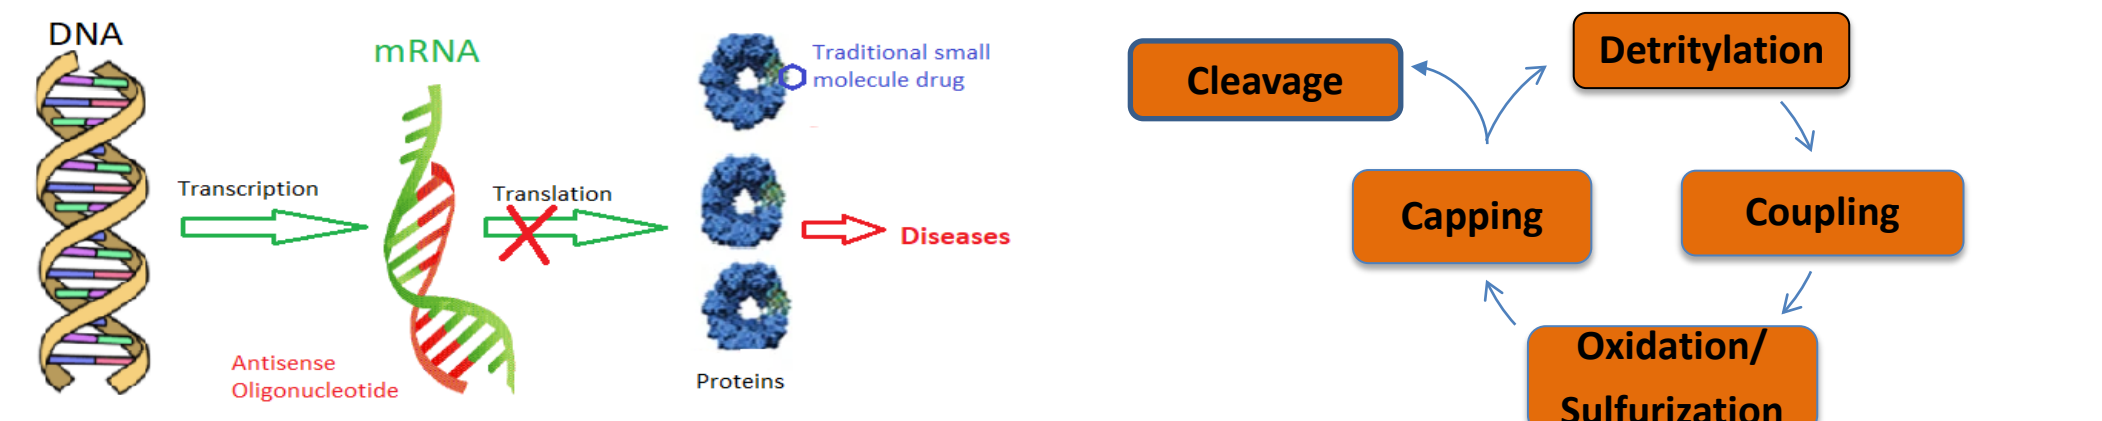 DNA
mRNA
Traditional small
molecule drug
Transcription
Translation
Diseases
Antisense
Oligonucleotide
Proteins
Cleavage
Detritylation
Capping
Coupling
Oxidation/
Sulfurization